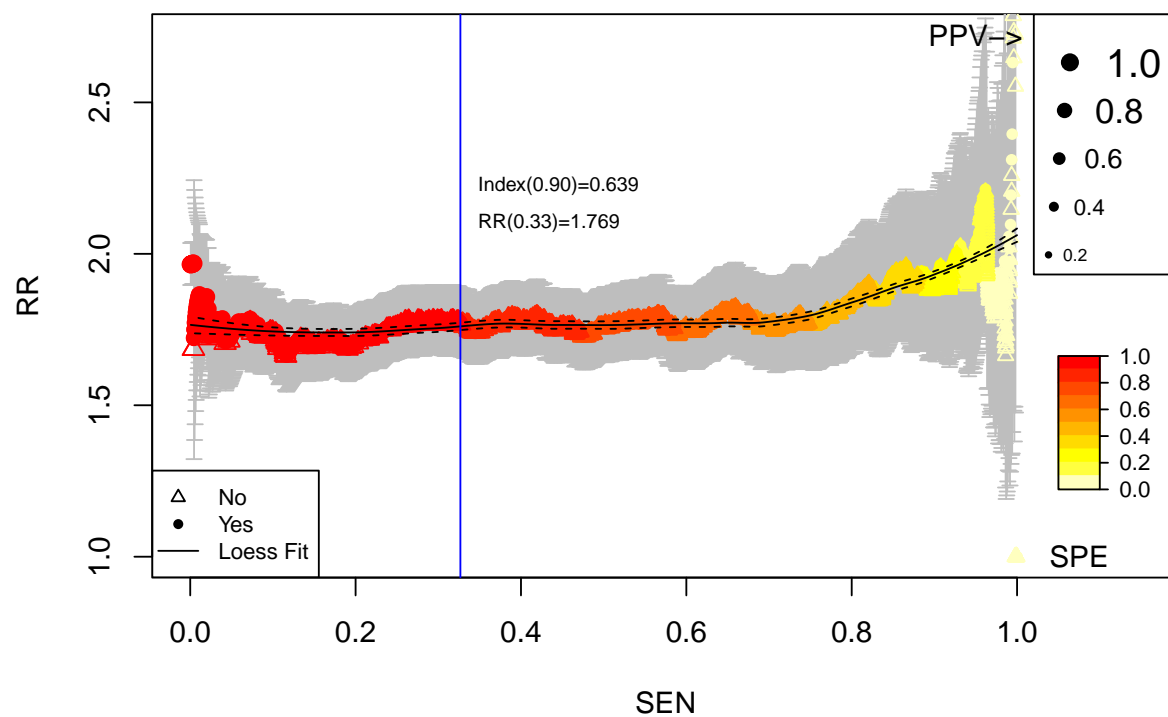 PPV−>
1.0
0.8
0.6
0.4
0.2
2.5
2.0
1.5
1.0
RR
Index(0.90)=0.639
RR(0.33)=1.769
1.0
0.8
0.6
0.4
0.2
0.0
SPE
No
Yes
Loess Fit
0.0 0.2 0.4 0.6 0.8 1.0
SEN